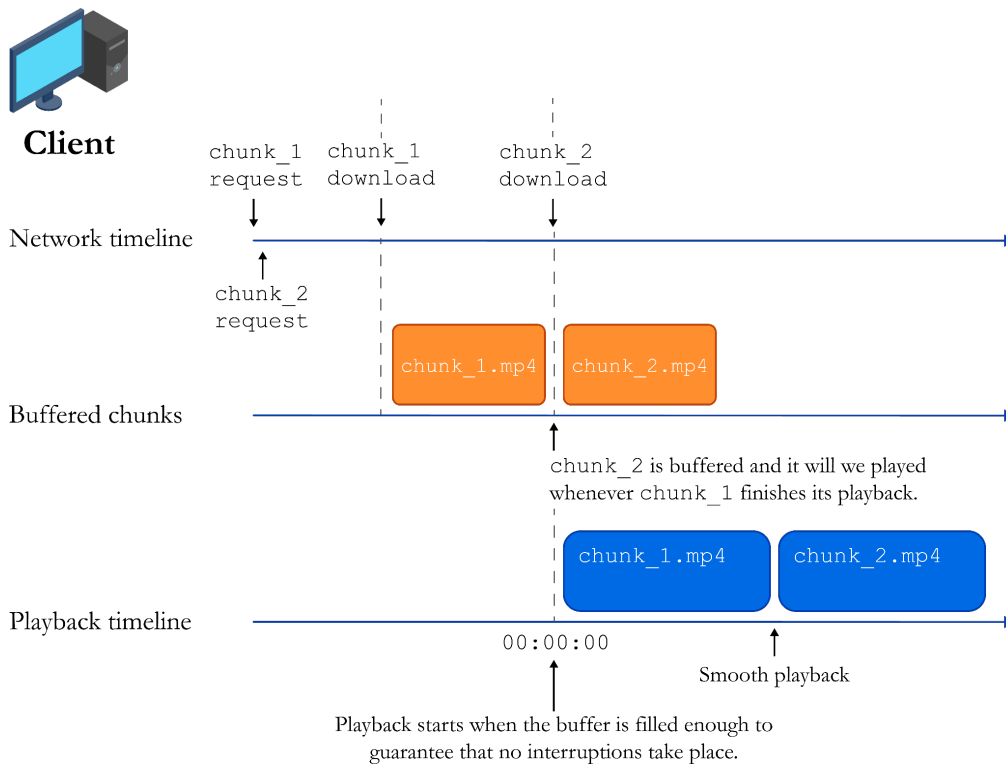 Client
chunk_1
request
chunk_1
download
chunk_2
download
Network timeline
chunk_2
request
chunk_1.mp4
chunk_2.mp4
Buffered chunks
chunk_2 is buffered and it will we played
whenever chunk_1 finishes its playback.
chunk_1.mp4
chunk_2.mp4
Playback timeline
00:00:00
Smooth playback
Playback starts when the buffer is filled enough to
guarantee that no interruptions take place.